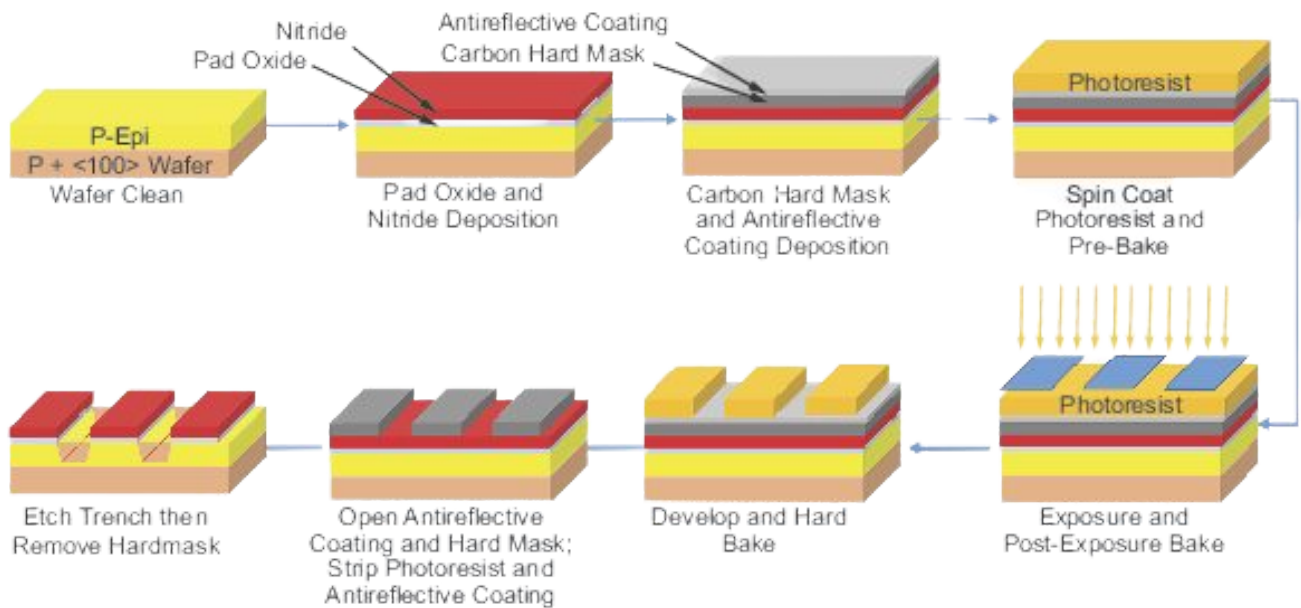 Nitride
Pad Oxide
Antireflective Coating
Carbon Hard Mask
P-Epi
P + <100> Wafer
Wafer Clean
Pad Oxide and
Nitride Deposition
Carbon Hard Mask
and Antireflective
Coating Deposition
Photoresist
Spin Coat
Photoresist and
Pre-Bake
Etch Trench then
Remove Hardmask
Open Antireflective
Coating and Hard Mask;
Strip Photoresist and
Antireflective Coating
Develop and Hard
Bake
Photoresist
Exposure and
Post-Exposure Bake